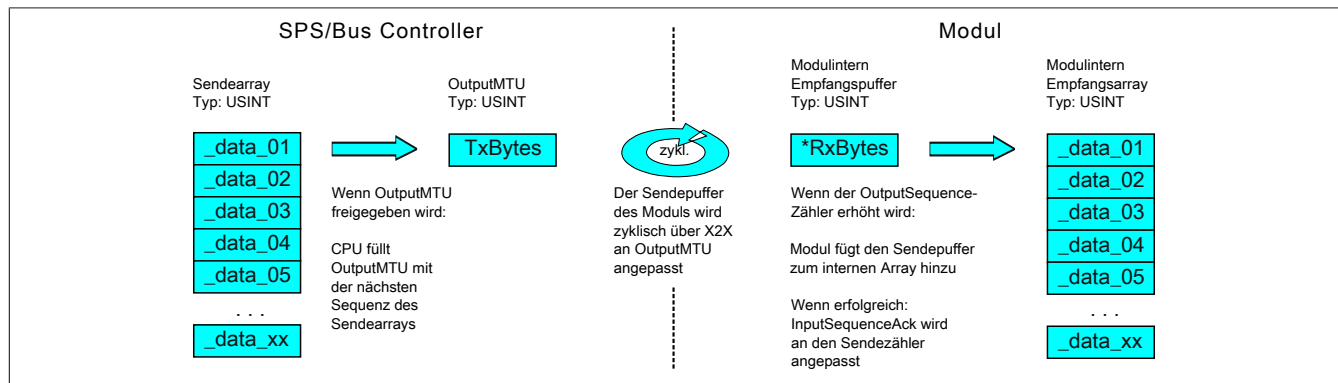 SPS/Bus Controller
Modul
Sendearray
Typ: USINT
OutputMTU
Typ: USINT
Modulintern
Empfangspuffer
Typ: USINT
Modulintern
Empfangsarray
Typ: USINT
_data_01
_data_02
_data_03
_data_04
_data_05
. . .
_data_xx
TxBytes
Wenn OutputMTU
freigegeben wird:
CPU füllt
OutputMTU mit
der nächsten
Sequenz des
Sendearrays
zykl.
Der Sendepuffer
des Moduls wird
zyklisch über X2X
an OutputMTU
angepasst
*RxBytes
Wenn der OutputSequence-
Zähler erhöht wird:
Modul fügt den Sendepuffer
zum internen Array hinzu
Wenn erfolgreich:
InputSequenceAck wird
an den Sendezähler
angepasst
_data_01
_data_02
_data_03
_data_04
_data_05
. . .
_data_xx